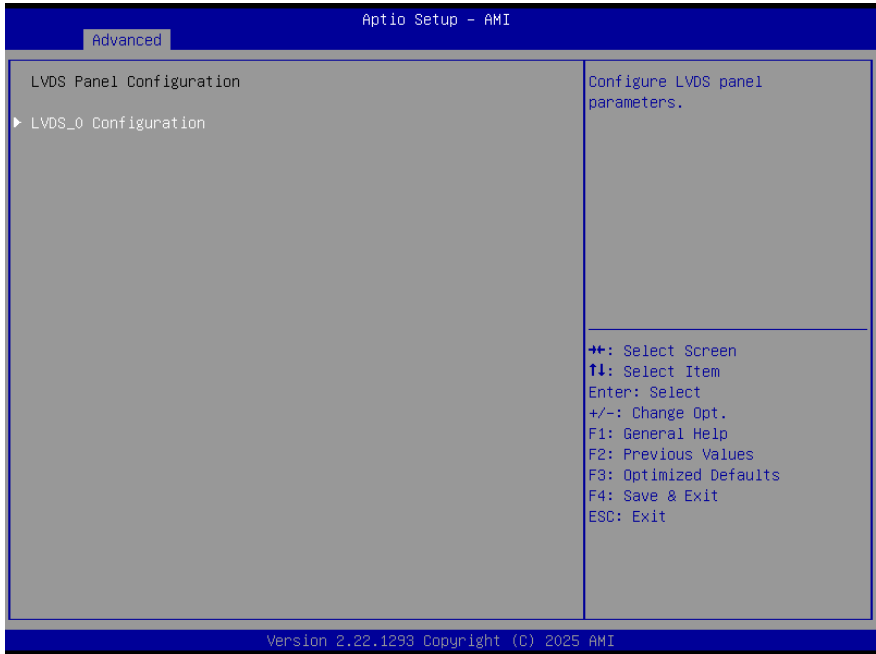 Aptio Setup – AMI
Advanced
LVDS Panel Configuration
LVDS_0 Configuration
Configure LVDS panel
parameters.
→←: Select Screen
↑↓: Select Item
Enter: Select
+/-: Change Opt.
F1: General Help
F2: Previous Values
F3: Optimized Defaults
F4: Save & Exit
ESC: Exit
Version 2.22.1293 Copyright (C) 2025 AMI